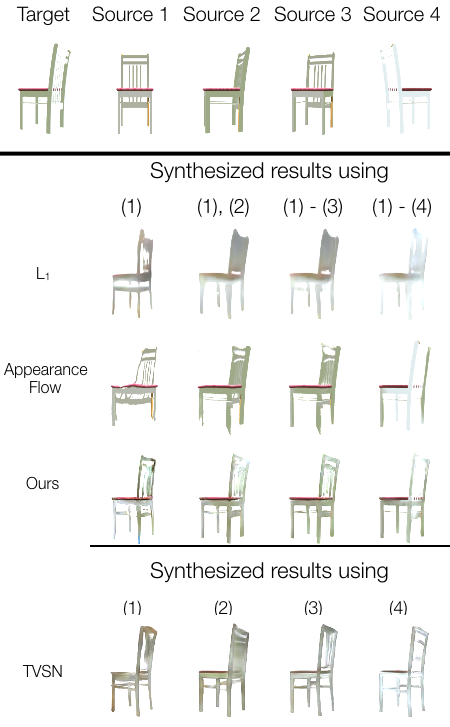 Target Source 1 Source 2 Source 3 Source 4
Synthesized results using
(1) (1), (2) (1) - (3) (1) - (4)
L₁
Appearance
Flow
Ours
Synthesized results using
(1) (2) (3) (4)
TVSN